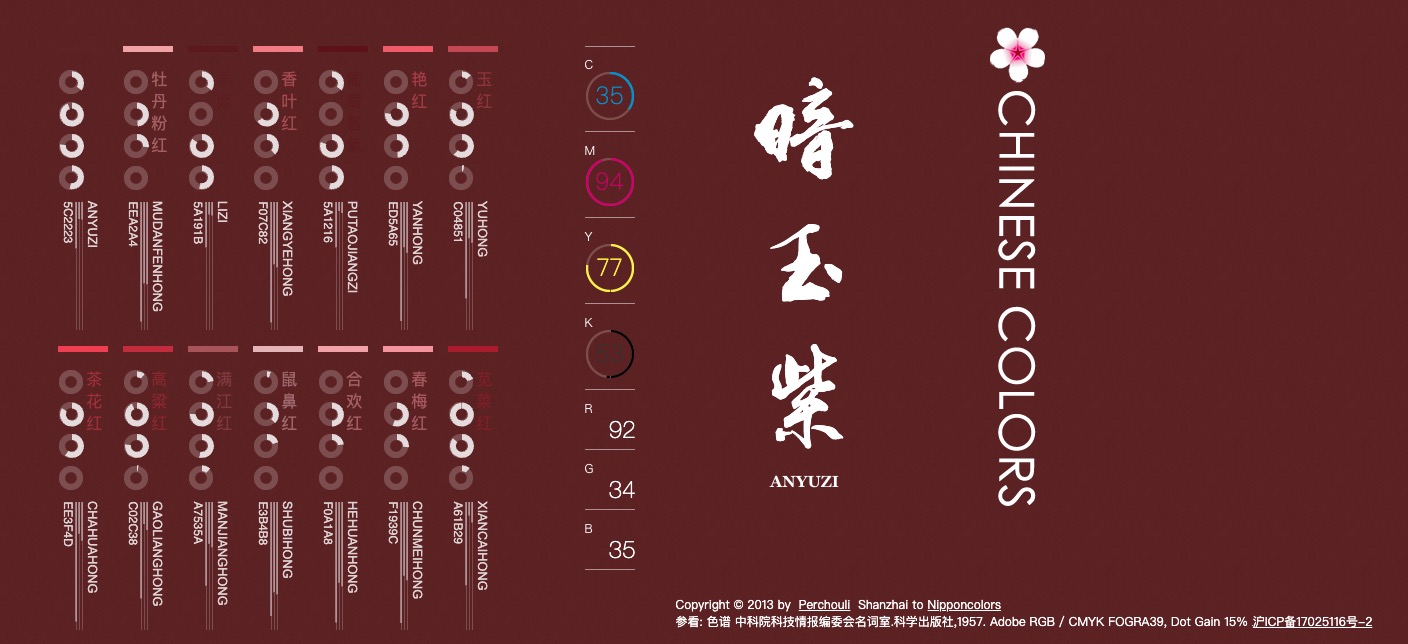 牡丹粉红
香叶红
艳红
玉红
ANYUZI
5C2223
MUDANFENHONG
EEA2A4
LIZI
5A191B
XIANGYEHONG
F07C82
PUTAOJIANGZI
5A1216
YANHONG
ED5A65
YUHONG
C04851
茶花红
高粱红
满江红
鼠鼻红
合欢红
春梅红
苋菜红
CHAHUAHONG
EE3F4D
GAOLIANGHONG
C02C38
MANJIANGHONG
A7535A
SHUBIHONG
E3B4B8
HEHUANHONG
F0A1A8
CHUNMEIHONG
F1939C
XIANCAIHONG
A61B29
C
35
M
94
Y
77
K
R
92
G
34
B
35
暗玉紫
ANYUZI
CHINESE COLORS
Copyright © 2013 by Perchouli Shanzhai to Nipponcolors
参看: 色谱 中科院科技情报编委会名词室.科学出版社,1957. Adobe RGB / CMYK FOGRA39, Dot Gain 15% 沪ICP备17025116号-2